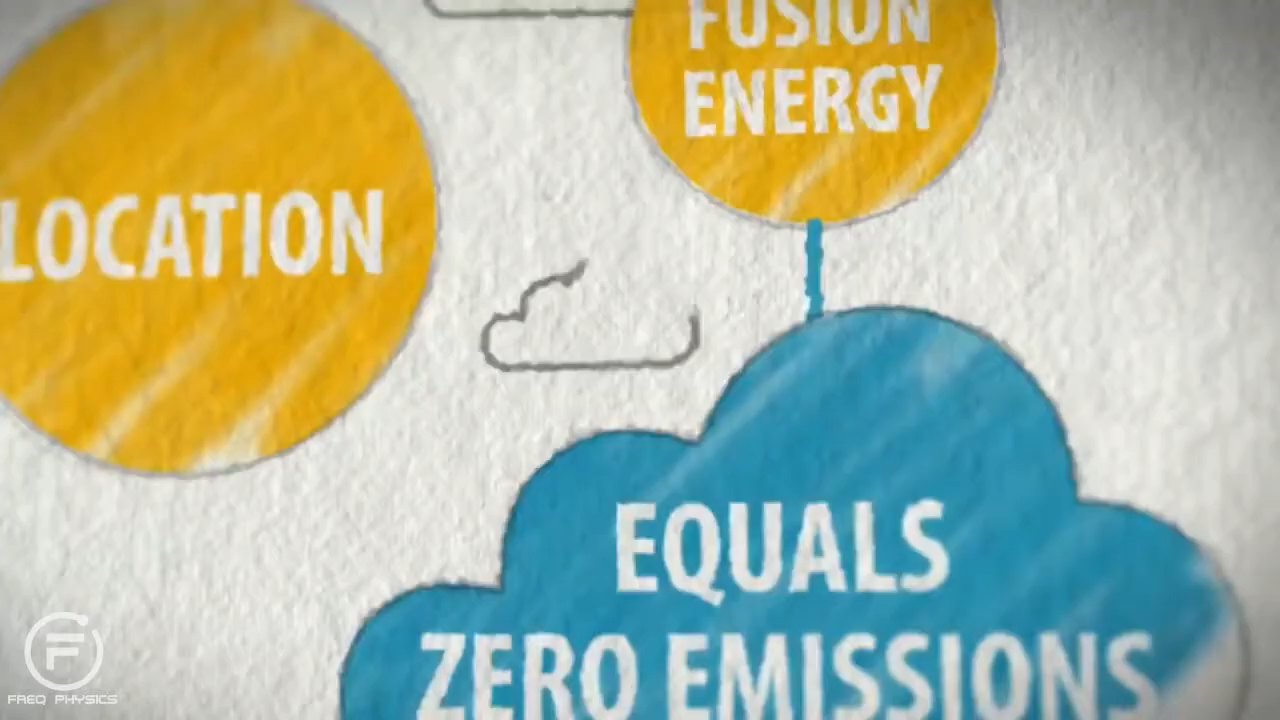 FUSION
ENERGY
LOCATION
EQUALS
ZERO EMISSIONS
FREQ PHYSICS